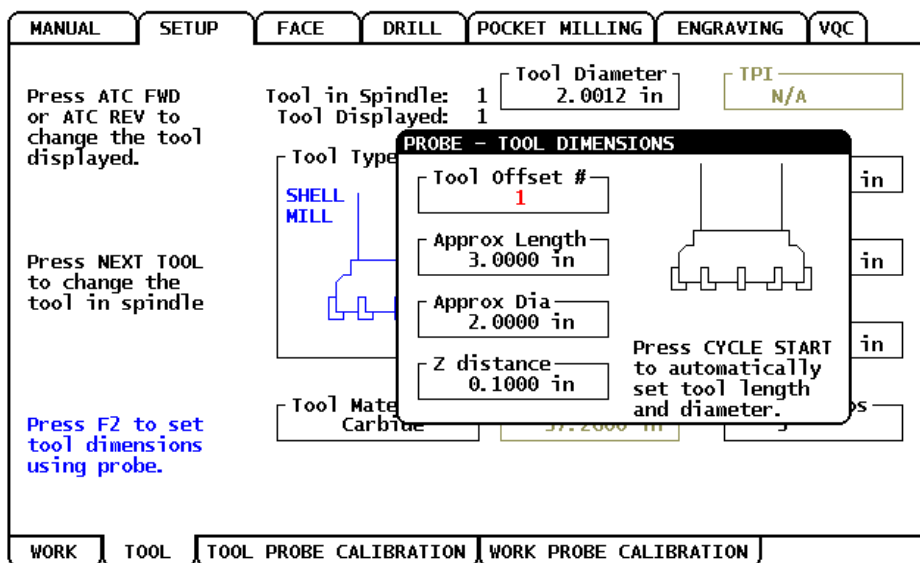 MANUAL SETUP FACE DRILL POCKET MILLING ENGRAVING VQC
Press ATC FWD
or ATC REV to
change the tool
displayed.
Press NEXT TOOL
to change the
tool in spindle
Press F2 to set
tool dimensions
using probe.
Tool in Spindle: 1
Tool Displayed: 1
Tool Diameter
2.0012 in
TPI
N/A
Tool Type
SHELL
MILL
in
in
in
Tool Mate
Carbide
PROBE - TOOL DIMENSIONS
Tool Offset #
1
Approx Length
3.0000 in
Approx Dia
2.0000 in
Z distance
0.1000 in
Press CYCLE START
to automatically
set tool length
and diameter.
WORK TOOL TOOL PROBE CALIBRATION WORK PROBE CALIBRATION